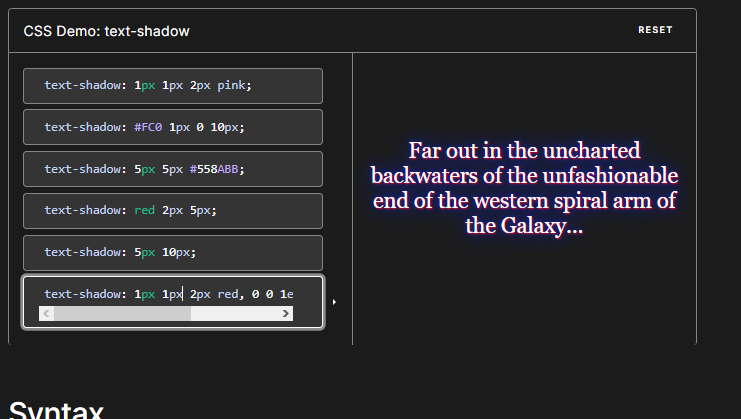 CSS Demo: text-shadow
RESET
text-shadow: 1px 1px 2px pink;
text-shadow: #FC0 1px 0 10px;
text-shadow: 5px 5px #558ABB;
text-shadow: red 2px 5px;
text-shadow: 5px 10px;
text-shadow: 1px 1px 2px red, 0 0 1e
Far out in the uncharted
backwaters of the unfashionable
end of the western spiral arm of
the Galaxy...
Syntax